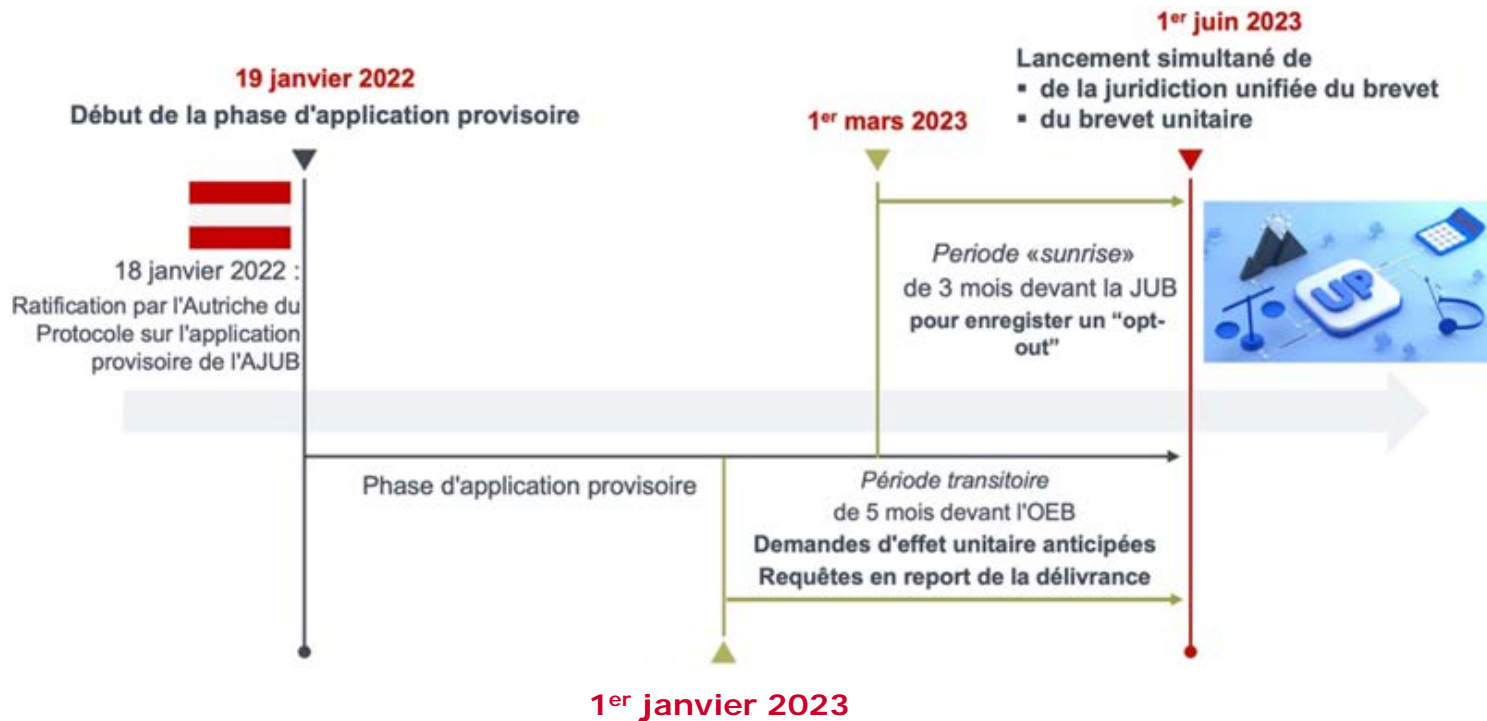 19 janvier 2022
Début de la phase d'application provisoire
18 janvier 2022 :
Ratification par l'Autriche du
Protocole sur l'application
provisoire de l'AJUB
1er mars 2023
1er juin 2023
Lancement simultané de
▪ de la juridiction unifiée du brevet
▪ du brevet unitaire
Periode «sunrise»
de 3 mois devant la JUB
pour enregister un “opt-
out”
UP
Phase d'application provisoire
Période transitoire
de 5 mois devant l'OEB
Demandes d'effet unitaire anticipées
Requêtes en report de la délivrance
1er janvier 2023